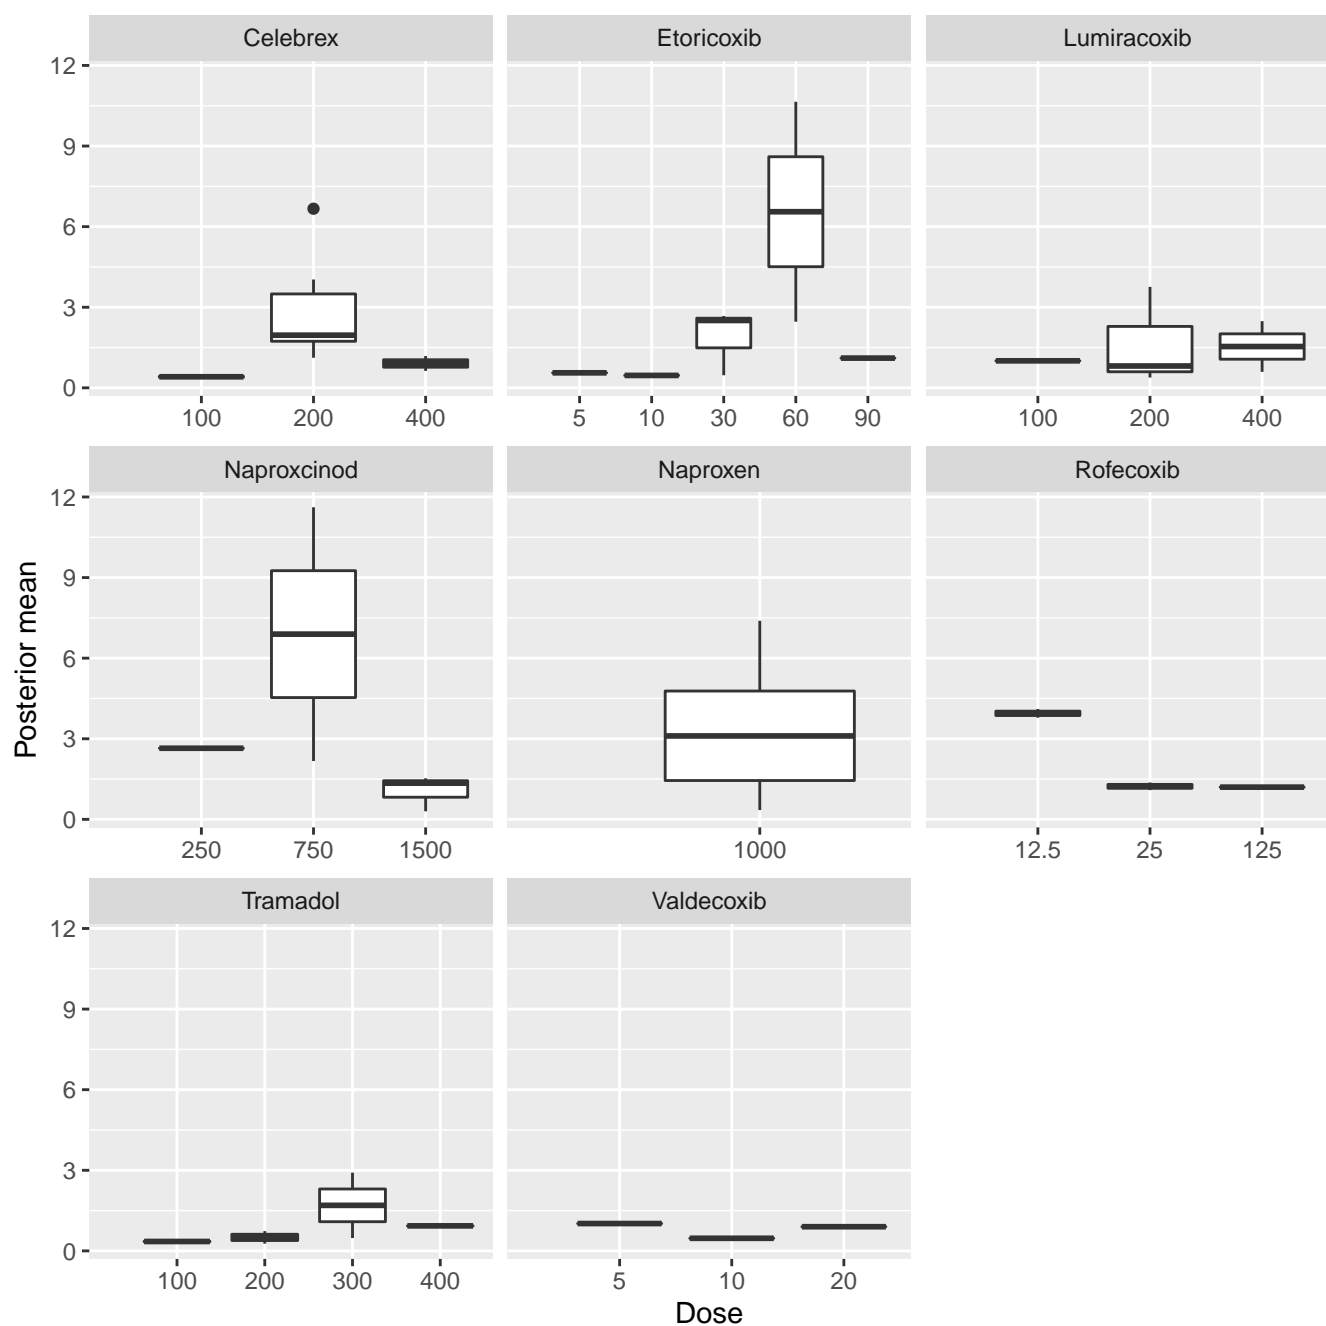 Celebrex Etoricoxib Lumiracoxib
12
9
6
3
0
100 200 400 5 10 30 60 90 100 200 400
Naproxcinod Naproxen Rofecoxib
12
9
6
3
0
Posterior mean
250 750 1500 1000 12.5 25 125
Tramadol Valdecoxib
12
9
6
3
0
100 200 300 400 5 10 20
Dose